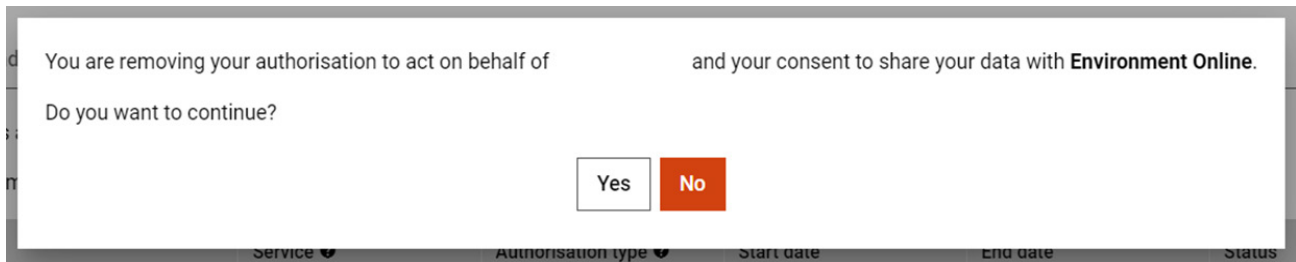 You are removing your authorisation to act on behalf of and your consent to share your data with Environment Online.
Do you want to continue?
Yes No
Service Authorisation type Start date End date Status